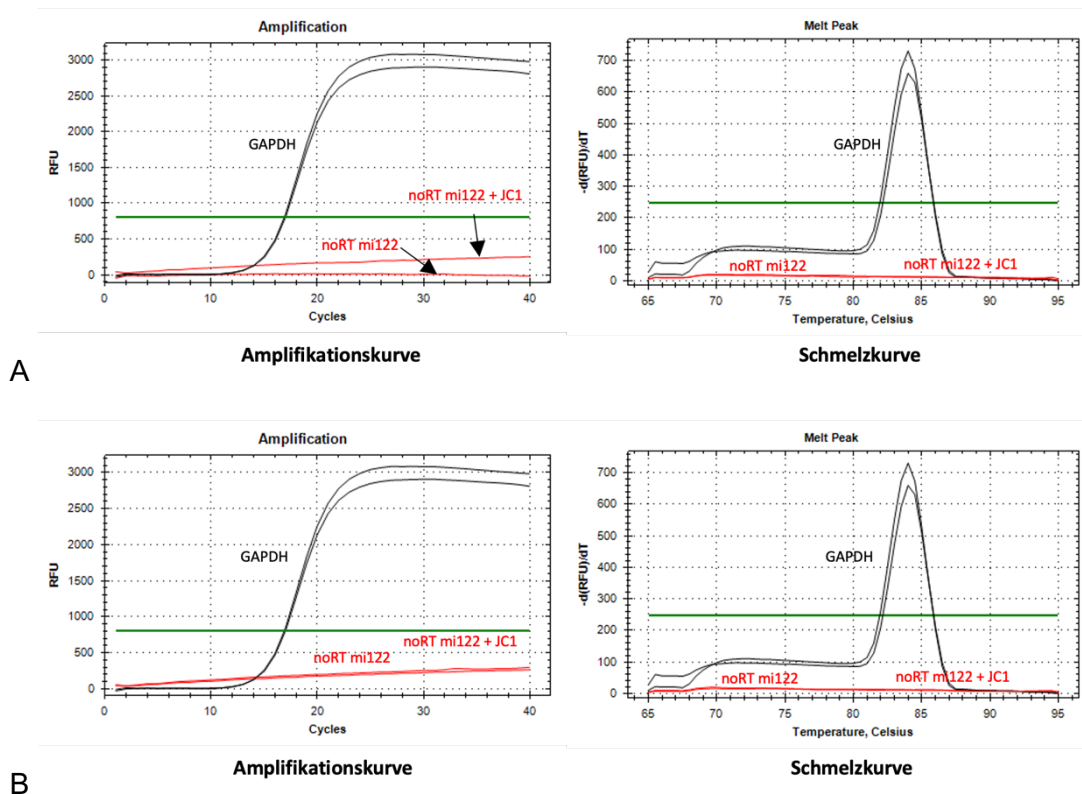 Amplification
3000
2500
2000
1500
1000
500
0
RFU
GAPDH
noRT mi122 + JC1
noRT mi122
0 10 20 30 40
Cycles
Amplifikationskurve
Melt Peak
700
600
500
400
300
200
100
0
-d(RFU)/dT
GAPDH
noRT mi122
noRT mi122 + JC1
65 70 75 80 85 90 95
Temperature, Celsius
Schmelzkurve
A
Amplification
3000
2500
2000
1500
1000
500
0
RFU
GAPDH
noRT mi122 + JC1
noRT mi122
0 10 20 30 40
Cycles
Amplifikationskurve
Melt Peak
700
600
500
400
300
200
100
0
-d(RFU)/dT
GAPDH
noRT mi122
noRT mi122 + JC1
65 70 75 80 85 90 95
Temperature, Celsius
Schmelzkurve
B